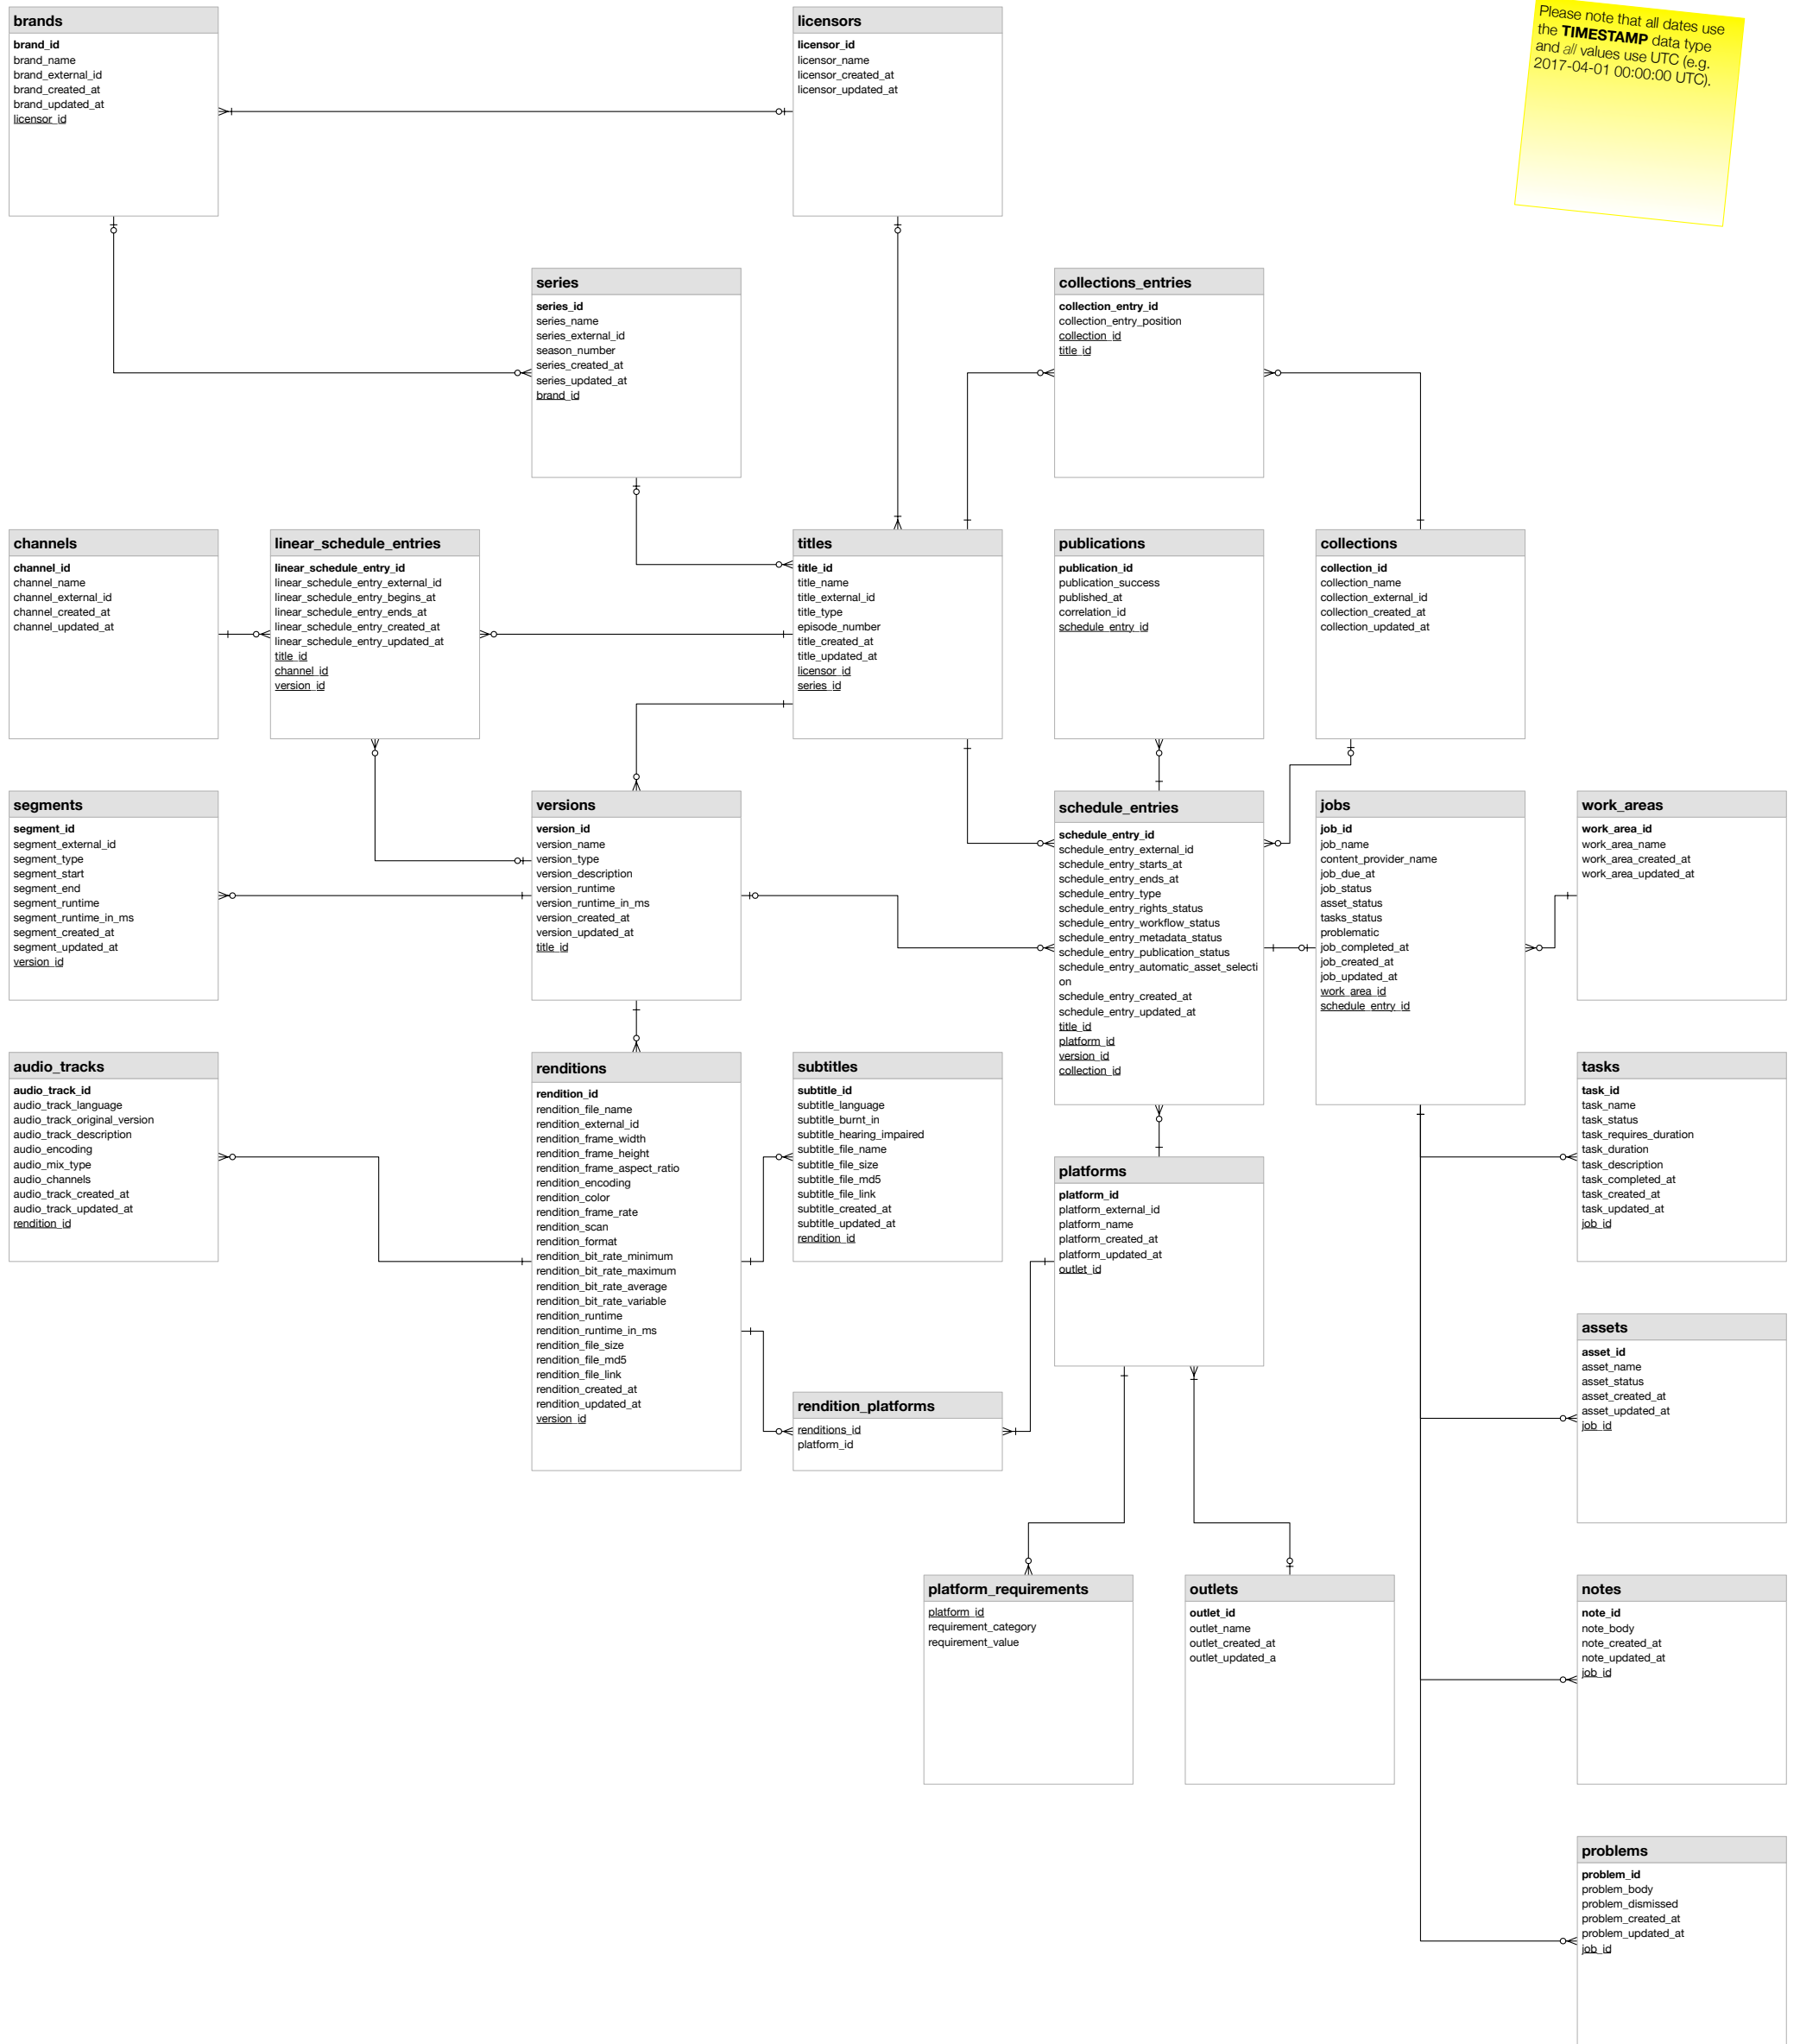 brands
brand_id
brand_name
brand_external_id
brand_created_at
brand_updated_at
licensor_id
licensors
licensor_id
licensor_name
licensor_created_at
licensor_updated_at
Please note that all dates use
the TIMESTAMP data type
and all values use UTC (e.g.
2017-04-01 00:00:00 UTC).
series
series_id
series_name
series_external_id
season_number
series_created_at
series_updated_at
brand_id
collections_entries
collection_entry_id
collection_entry_position
collection_id
title_id
channels
channel_id
channel_name
channel_external_id
channel_created_at
channel_updated_at
linear_schedule_entries
linear_schedule_entry_id
linear_schedule_entry_external_id
linear_schedule_entry_begins_at
linear_schedule_entry_ends_at
linear_schedule_entry_created_at
linear_schedule_entry_updated_at
title_id
channel_id
version_id
titles
title_id
title_name
title_external_id
title_type
episode_number
title_created_at
title_updated_at
licensor_id
series_id
publications
publication_id
publication_success
published_at
correlation_id
schedule_entry_id
collections
collection_id
collection_name
collection_external_id
collection_created_at
collection_updated_at
segments
segment_id
segment_external_id
segment_type
segment_start
segment_end
segment_runtime
segment_runtime_in_ms
segment_created_at
segment_updated_at
version_id
versions
version_id
version_name
version_type
version_description
version_runtime
version_runtime_in_ms
version_created_at
version_updated_at
title_id
schedule_entries
schedule_entry_id
schedule_entry_external_id
schedule_entry_starts_at
schedule_entry_ends_at
schedule_entry_type
schedule_entry_rights_status
schedule_entry_workflow_status
schedule_entry_metadata_status
schedule_entry_publication_status
schedule_entry_automatic_asset_selecti
on
schedule_entry_created_at
schedule_entry_updated_at
title_id
platform_id
version_id
collection_id
jobs
job_id
job_name
content_provider_name
job_due_at
job_status
asset_status
tasks_status
problematic
job_completed_at
job_created_at
job_updated_at
work_area_id
schedule_entry_id
work_areas
work_area_id
work_area_name
work_area_created_at
work_area_updated_at
audio_tracks
audio_track_id
audio_track_language
audio_track_original_version
audio_track_description
audio_encoding
audio_mix_type
audio_channels
audio_track_created_at
audio_track_updated_at
rendition_id
renditions
rendition_id
rendition_file_name
rendition_external_id
rendition_frame_width
rendition_frame_height
rendition_frame_aspect_ratio
rendition_encoding
rendition_color
rendition_frame_rate
rendition_scan
rendition_format
rendition_bit_rate_minimum
rendition_bit_rate_maximum
rendition_bit_rate_average
rendition_bit_rate_variable
rendition_runtime
rendition_runtime_in_ms
rendition_file_size
rendition_file_md5
rendition_file_link
rendition_created_at
rendition_updated_at
version_id
subtitles
subtitle_id
subtitle_language
subtitle_burnt_in
subtitle_hearing_impaired
subtitle_file_name
subtitle_file_size
subtitle_file_md5
subtitle_file_link
subtitle_created_at
subtitle_updated_at
rendition_id
platforms
platform_id
platform_external_id
platform_name
platform_created_at
platform_updated_at
outlet_id
tasks
task_id
task_name
task_status
task_requires_duration
task_duration
task_description
task_completed_at
task_created_at
task_updated_at
job_id
assets
asset_id
asset_name
asset_status
asset_created_at
asset_updated_at
job_id
rendition_platforms
renditions_id
platform_id
platform_requirements
platform_id
requirement_category
requirement_value
outlets
outlet_id
outlet_name
outlet_created_at
outlet_updated_a
notes
note_id
note_body
note_created_at
note_updated_at
job_id
problems
problem_id
problem_body
problem_dismissed
problem_created_at
problem_updated_at
job_id